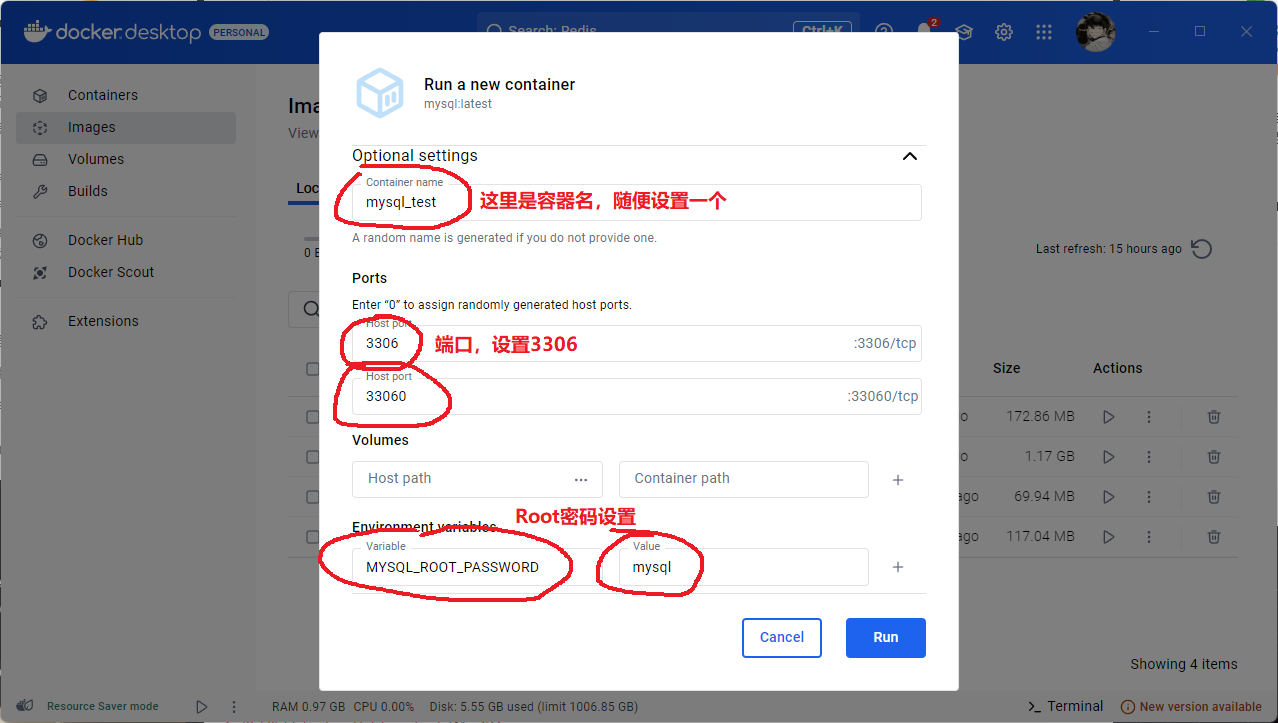 docker desktop PERSONAL
Search: Redis Ctrl+K
2
Containers
Images
Volumes
Builds
Docker Hub
Docker Scout
Extensions
Run a new container
mysql:latest
Optional settings
Container name
mysql_test
这里是容器名，随便设置一个
A random name is generated if you do not provide one.
Last refresh: 15 hours ago
Ports
Enter “0” to assign randomly generated host ports.
Host port
3306
:3306/tcp
端口，设置3306
Host port
33060
:33060/tcp
Size Actions
172.86 MB
1.17 GB
ago 69.94 MB
ago 117.04 MB
Volumes
Host path
Container path
Root密码设置
Environment variables
Variable
MYSQL_ROOT_PASSWORD
Value
mysql
Cancel Run
Showing 4 items
Resource Saver mode
RAM 0.97 GB CPU 0.00% Disk: 5.55 GB used (limit 1006.85 GB)
>_ Terminal
New version available